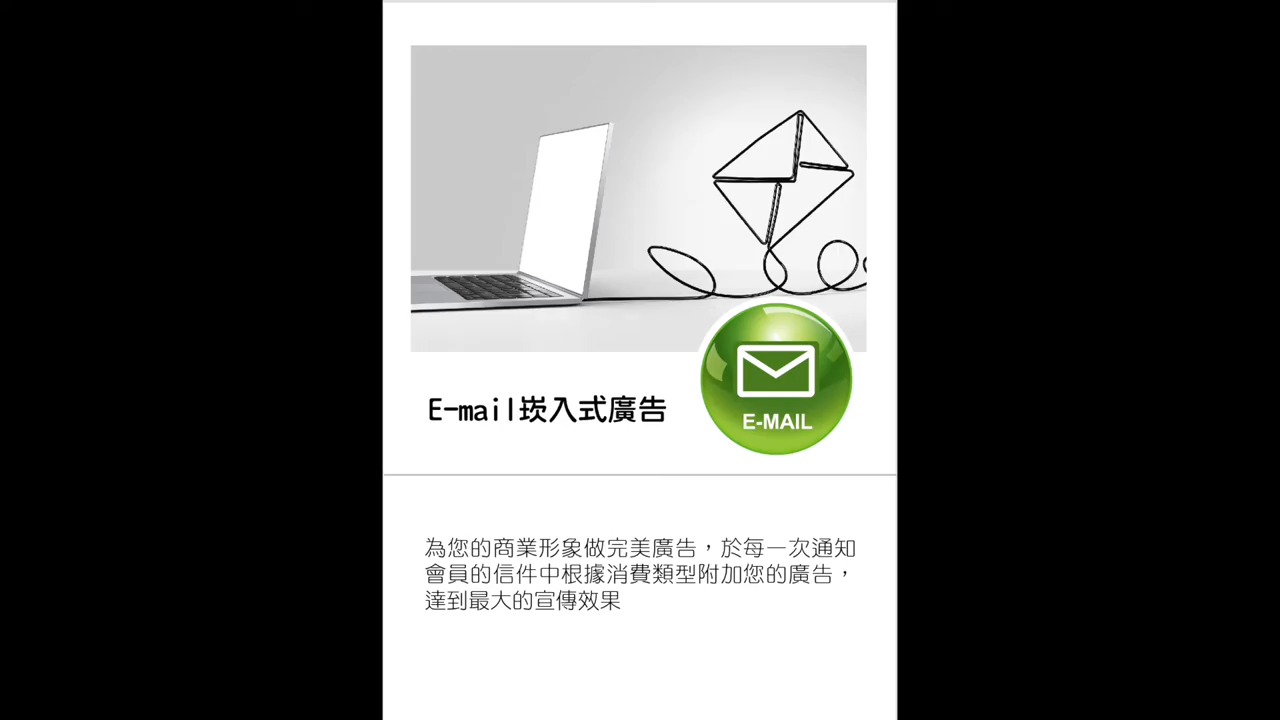 E-MAIL
E-mail崁入式廣告
為您的商業形象做完美廣告，於每一次通知
會員的信件中根據消費類型附加您的廣告，
達到最大的宣傳效果